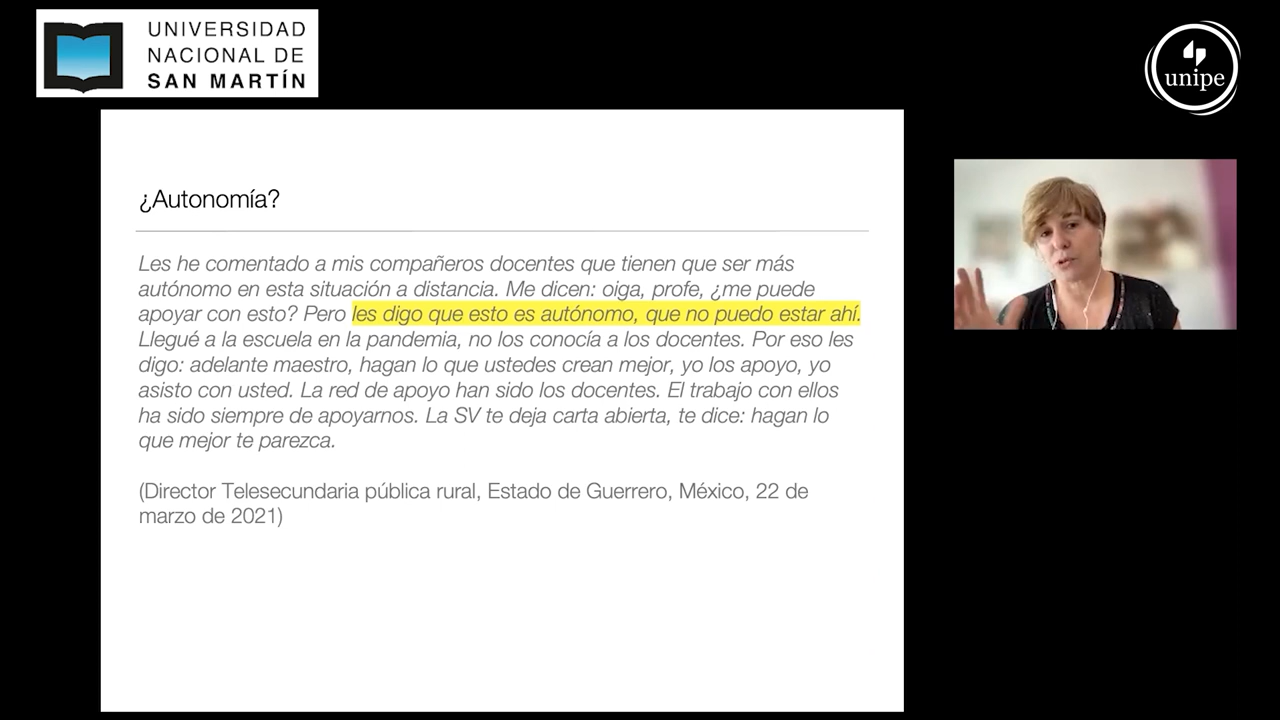 UNIVERSIDAD
NACIONAL DE
SAN MARTÍN
unipe
¿Autonomía?
Les he comentado a mis compañeros docentes que tienen que ser más
autónomo en esta situación a distancia. Me dicen: oiga, profe, ¿me puede
apoyar con esto? Pero les digo que esto es autónomo, que no puedo estar ahí.
Llegué a la escuela en la pandemia, no los conocía a los docentes. Por eso les
digo: adelante maestro, hagan lo que ustedes crean mejor, yo los apoyo, yo
asisto con usted. La red de apoyo han sido los docentes. El trabajo con ellos
ha sido siempre de apoyarnos. La SV te deja carta abierta, te dice: hagan lo
que mejor te parezca.
(Director Telesecundaria pública rural, Estado de Guerrero, México, 22 de
marzo de 2021)